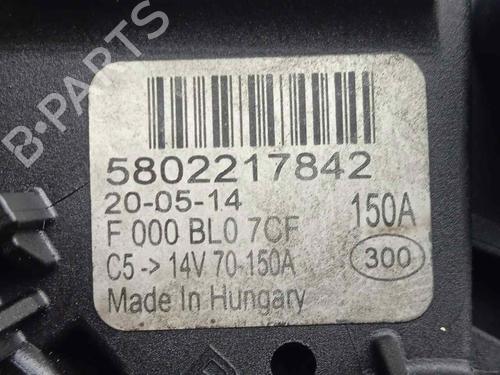 B-PARTS
5802217842
20-05-14
150A
F 000 BL0 7CF
C5-> 14V 70-150A
300
Made In Hungary